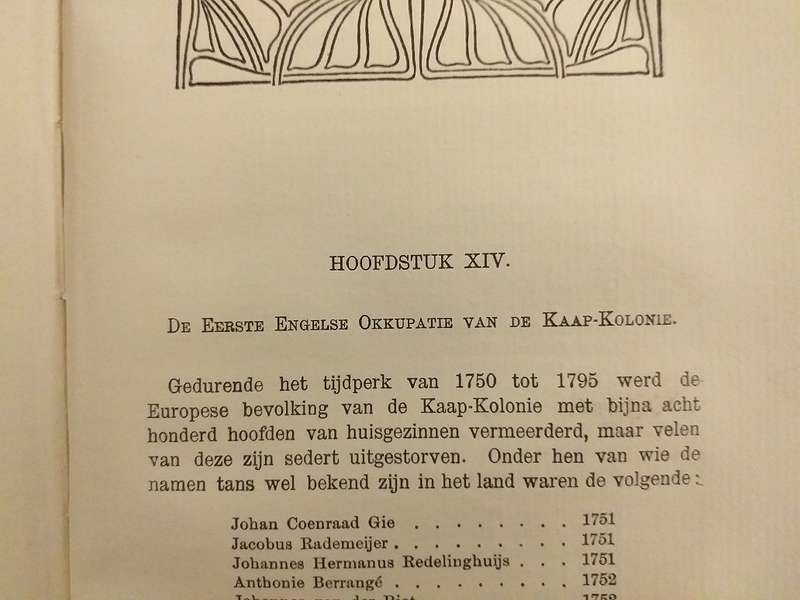 HOOFDSTUK XIV.
De Eerste Engelse Okkupatie van de Kaap-Kolonie.
Gedurende het tijdperk van 1750 tot 1795 werd de
Europese bevolking van de Kaap-Kolonie met bijna acht
honderd hoofden van huisgezinnen vermeerderd, maar velen
van deze zijn sedert uitgestorven. Onder hen van wie de
namen tans wel bekend zijn in het land waren de volgende:
Johan Coenraad Gie . . . . . . . . 1751
Jacobus Rademeijer . . . . . . . . . 1751
Johannes Hermanus Redelinghuijs . . . 1751
Anthonie Berrangé . . . . . . . . . 1752